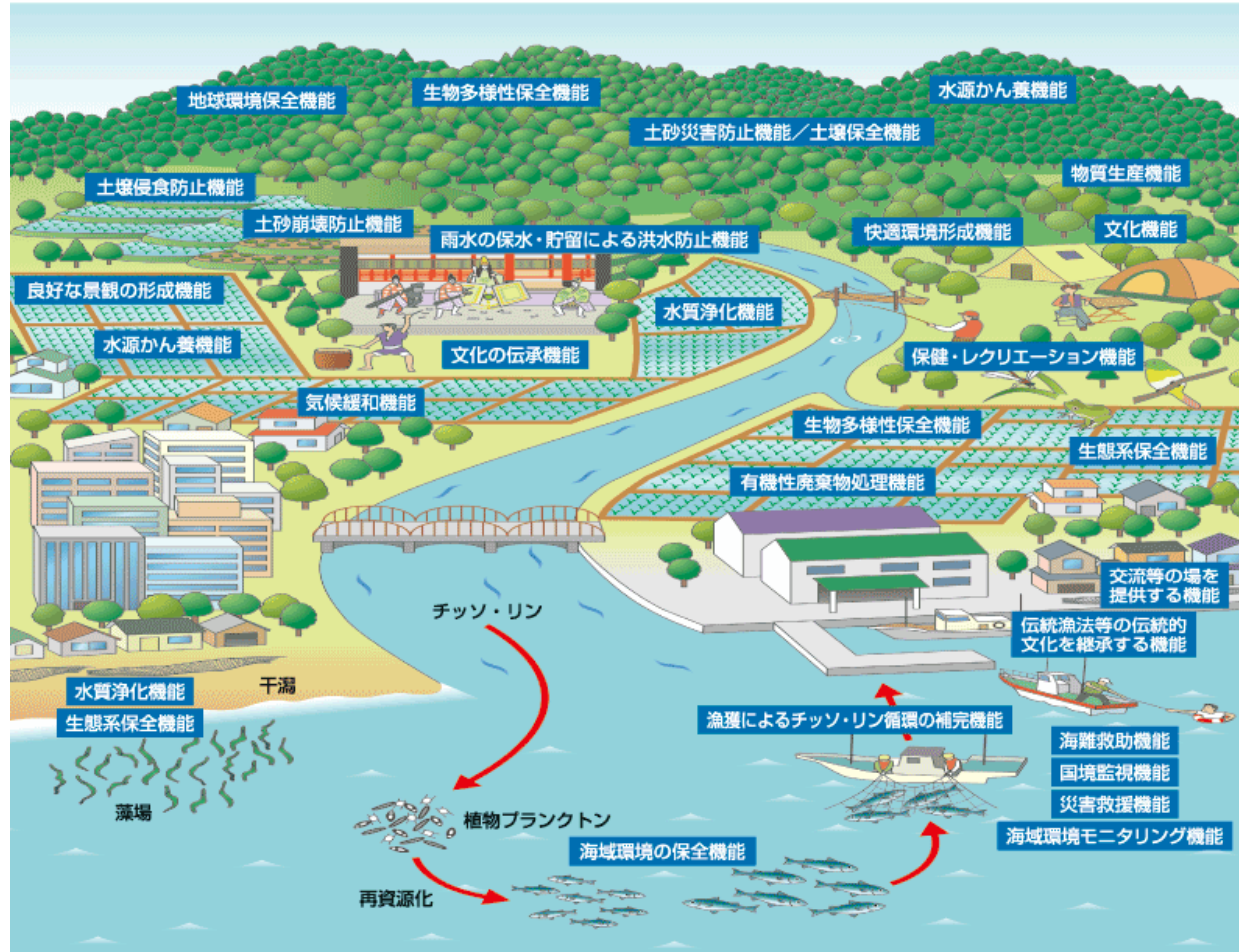 地球環境保全機能
生物多様性保全機能
水源かん養機能
土砂災害防止機能／土壌保全機能
物質生産機能
土壌侵食防止機能
土砂崩壊防止機能
雨水の保水・貯留による洪水防止機能
快適環境形成機能
文化機能
良好な景観の形成機能
水質浄化機能
水源かん養機能
文化の伝承機能
保健・レクリエーション機能
気候緩和機能
生物多様性保全機能
生態系保全機能
有機性廃棄物処理機能
交流等の場を
提供する機能
チッソ・リン
伝統漁法等の伝統的
文化を継承する機能
干潟
水質浄化機能
生態系保全機能
漁獲によるチッソ・リン循環の補完機能
海難救助機能
国境監視機能
災害救援機能
海域環境モニタリング機能
藻場
植物プランクトン
海域環境の保全機能
再資源化